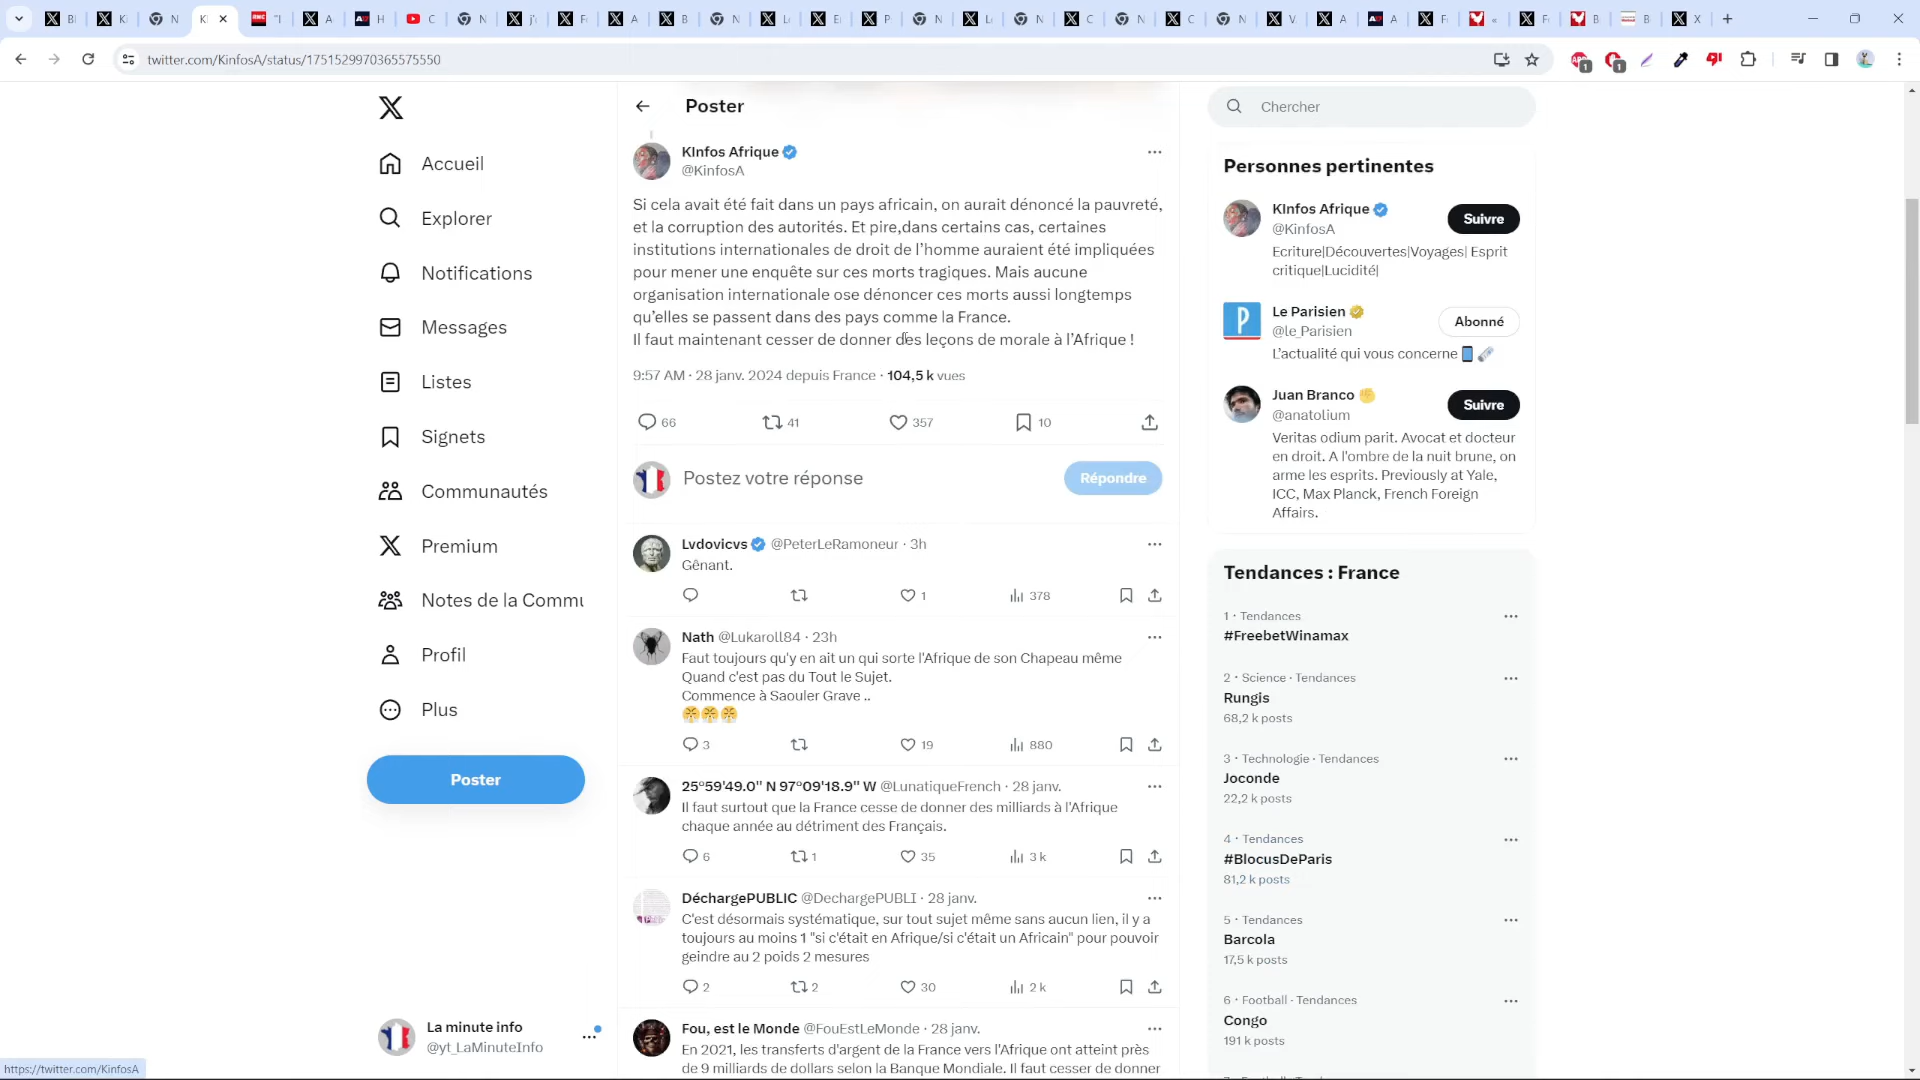 Bl
K
N
K
"I
A
H
C
N
j'
F
A
B
N
L
E
P
N
L
N
C
N
C
N
V
A
A
F
«
F
B
B
X
twitter.com/KinfosA/status/1751529970365575550
1
1
Poster
Chercher
Accueil
Explorer
Notifications
Messages
Listes
Signets
Communautés
Premium
Notes de la Commu
Profil
Plus
Poster
La minute info
@yt_LaMinuteInfo
https://twitter.com/KinfosA
KInfos Afrique
@KinfosA
Si cela avait été fait dans un pays africain, on aurait dénoncé la pauvreté,
et la corruption des autorités. Et pire,dans certains cas, certaines
institutions internationales de droit de l'homme auraient été impliquées
pour mener une enquête sur ces morts tragiques. Mais aucune
organisation internationale ose dénoncer ces morts aussi longtemps
qu'elles se passent dans des pays comme la France.
Il faut maintenant cesser de donner des leçons de morale à l'Afrique !
9:57 AM · 28 janv. 2024 depuis France · 104,5 k vues
66 41 357 10
Postez votre réponse
Répondre
Lvdovicvs @PeterLeRamoneur · 3h
Gênant.
1 378
Nath @Lukaroll84 · 23h
Faut toujours qu'y en ait un qui sorte l'Afrique de son Chapeau même
Quand c'est pas du Tout le Sujet.
Commence à Saouler Grave ..
😤😤😤
3 19 880
25°59'49.0" N 97°09'18.9" W @LunatiqueFrench · 28 janv.
Il faut surtout que la France cesse de donner des milliards à l'Afrique
chaque année au détriment des Français.
6 1 35 3 k
DéchargePUBLIC @DechargePUBLI · 28 janv.
C'est désormais systématique, sur tout sujet même sans aucun lien, il y a
toujours au moins 1 "si c'était en Afrique/si c'était un Africain" pour pouvoir
geindre au 2 poids 2 mesures
2 2 30 2 k
Fou, est le Monde @FouEstLeMonde · 28 janv.
En 2021, les transferts d'argent de la France vers l'Afrique ont atteint près
de 9 milliards de dollars selon la Banque Mondiale. Il faut cesser de donner
Personnes pertinentes
KInfos Afrique
@KinfosA
Suivre
Ecriture|Découvertes|Voyages| Esprit
critique|Lucidité|
Le Parisien
@le_Parisien
Abonné
L'actualité qui vous concerne 📱 🗞️
Juan Branco ✊
@anatolium
Suivre
Veritas odium parit. Avocat et docteur
en droit. A l'ombre de la nuit brune, on
arme les esprits. Previously at Yale,
ICC, Max Planck, French Foreign
Affairs.
Tendances : France
1 · Tendances
#FreebetWinamax
2 · Science · Tendances
Rungis
68,2 k posts
3 · Technologie · Tendances
Joconde
22,2 k posts
4 · Tendances
#BlocusDeParis
81,2 k posts
5 · Tendances
Barcola
17,5 k posts
6 · Football · Tendances
Congo
191 k posts